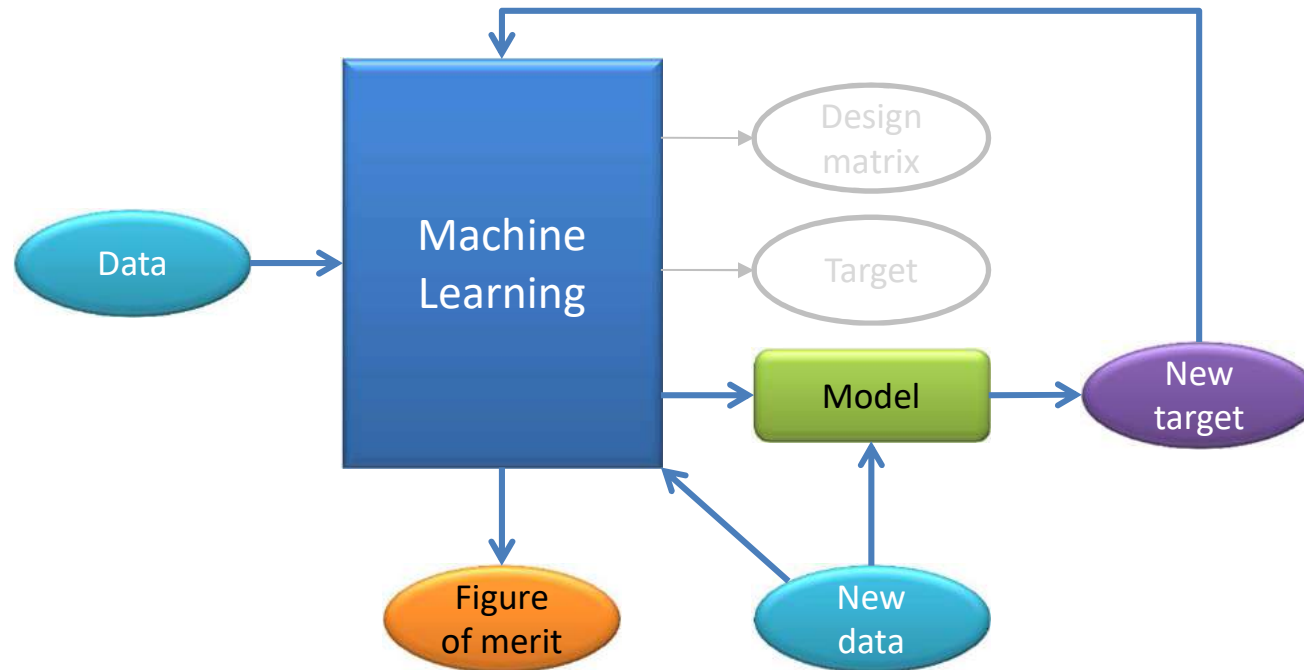 Design
matrix
Machine
Learning
Data
Target
Model
New
target
Figure
of merit
New
data